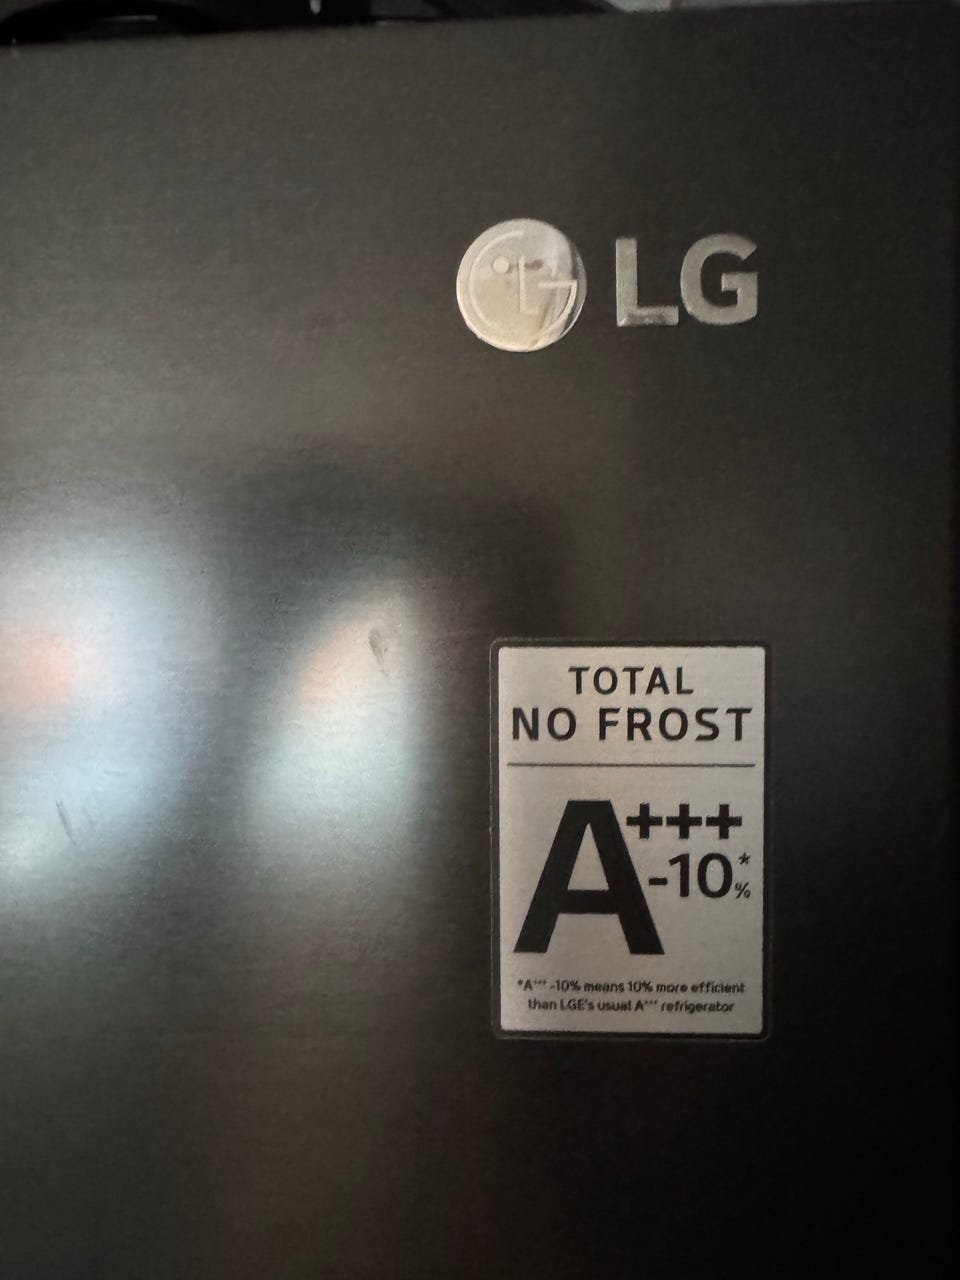 LG
TOTAL
NO FROST
A+++
-10*%
*A+++ -10% means 10% more efficient
than LGE's usual A+++ refrigerator